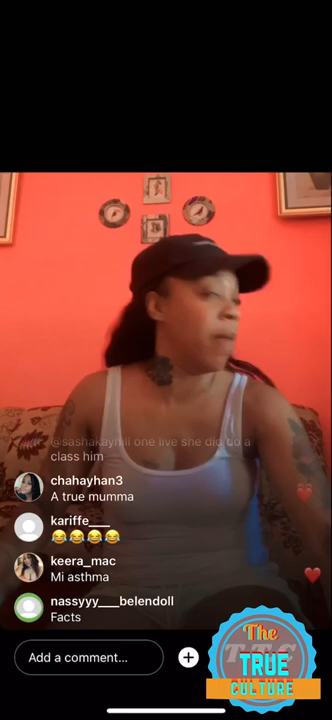 @sashakayhill one live she did do a
class him
chahayhan3
A true mumma
kariffe___
😂😂😂😂
keera_mac
Mi asthma
nassyyy___belendoll
Facts
Add a comment...
The
TRUE
CULTURE